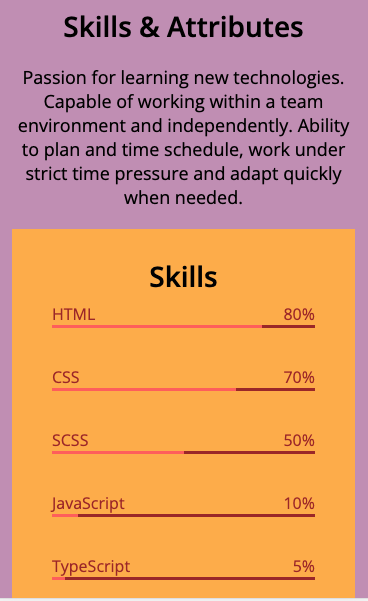 Skills & Attributes
Passion for learning new technologies.
Capable of working within a team
environment and independently. Ability
to plan and time schedule, work under
strict time pressure and adapt quickly
when needed.
Skills
HTML 80%
CSS 70%
SCSS 50%
JavaScript 10%
TypeScript 5%